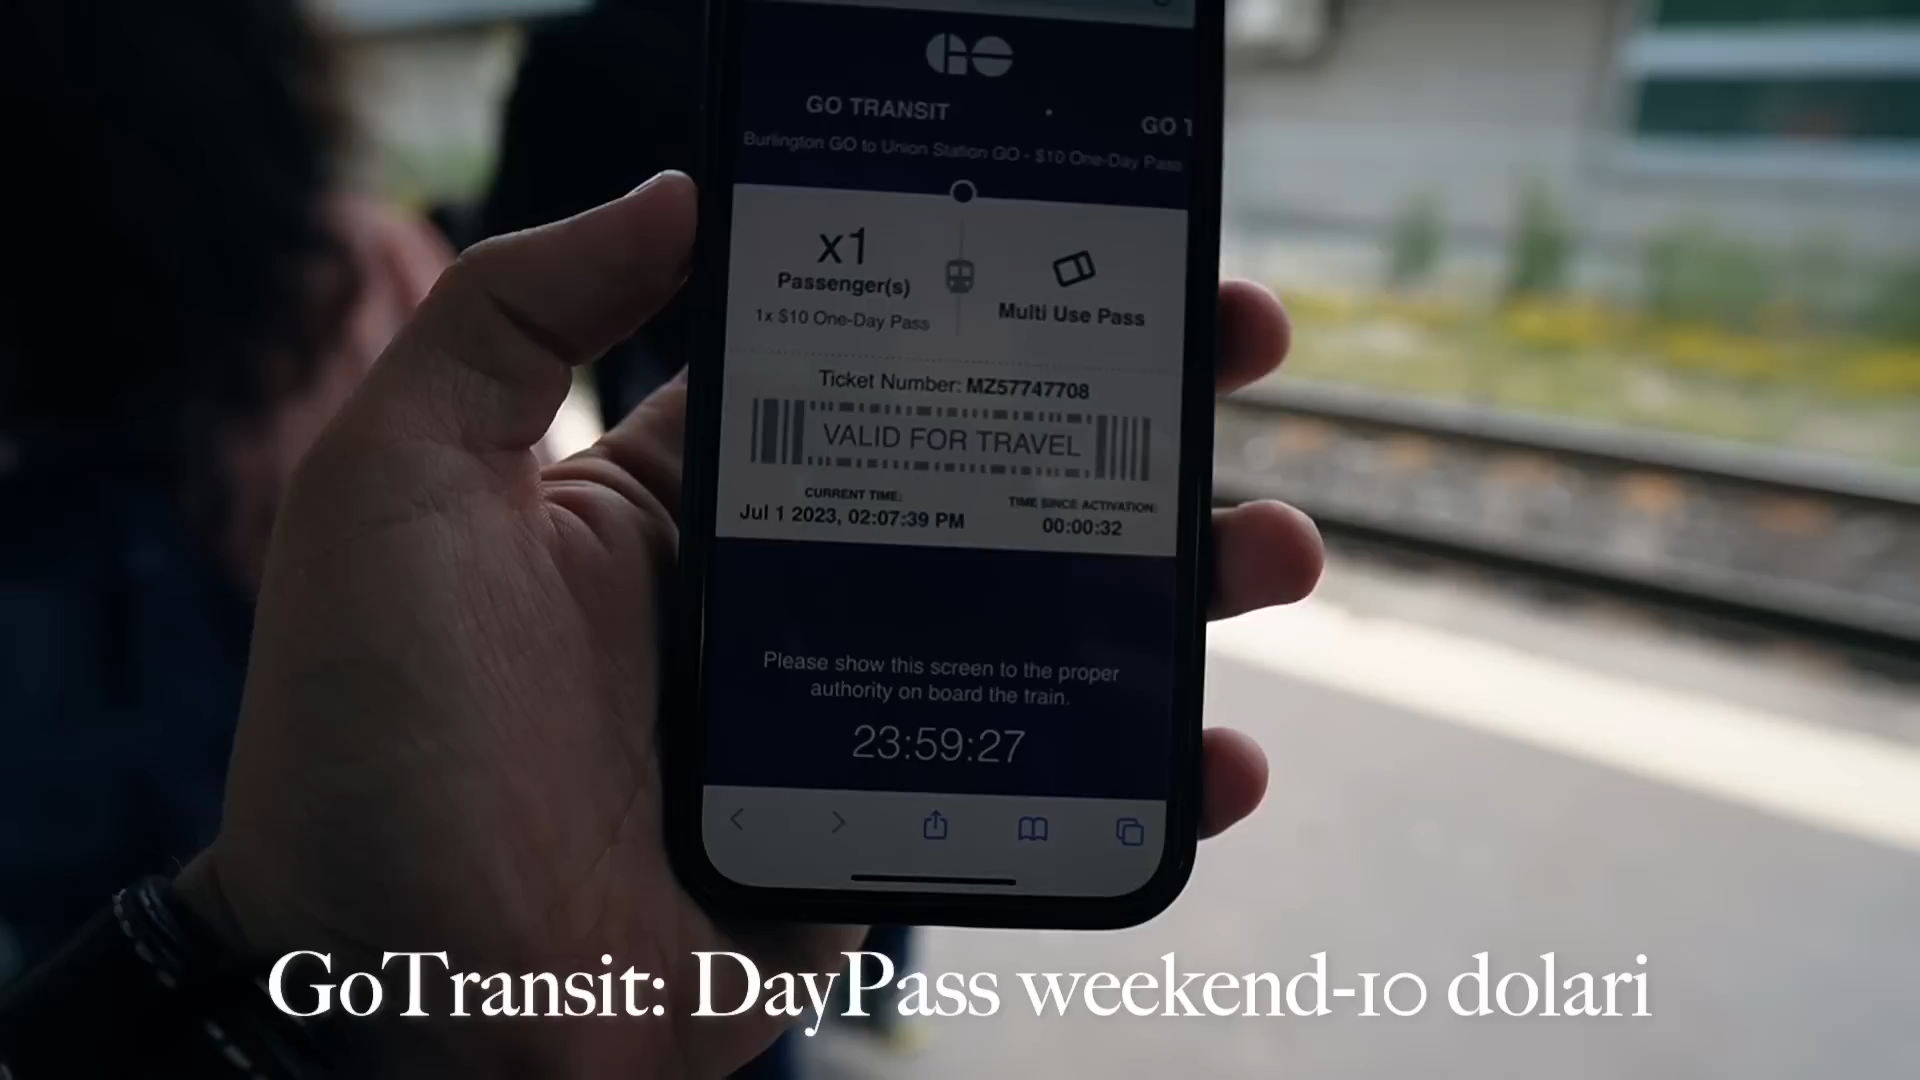 GO
GO TRANSIT
·
GO T
Burlington GO to Union Station GO - $10 One-Day Pass
x1
Passenger(s)
1x $10 One-Day Pass
Multi Use Pass
Ticket Number: MZ57747708
VALID FOR TRAVEL
CURRENT TIME:
Jul 1 2023, 02:07:39 PM
TIME SINCE ACTIVATION:
00:00:32
Please show this screen to the proper
authority on board the train.
23:59:27
GoTransit: DayPass weekend-10 dolari